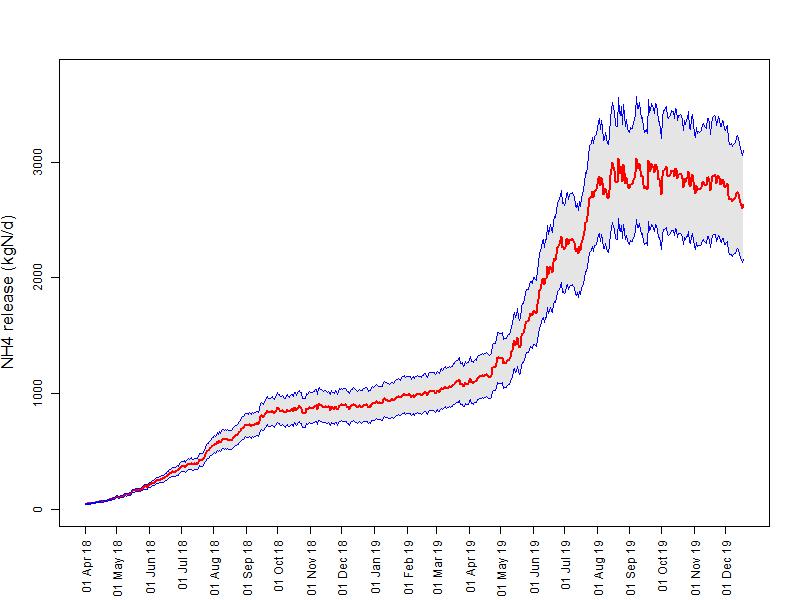 NH4 release (kgN/d)
3000
2000
1000
0
01 Apr 18
01 May 18
01 Jun 18
01 Jul 18
01 Aug 18
01 Sep 18
01 Oct 18
01 Nov 18
01 Dec 18
01 Jan 19
01 Feb 19
01 Mar 19
01 Apr 19
01 May 19
01 Jun 19
01 Jul 19
01 Aug 19
01 Sep 19
01 Oct 19
01 Nov 19
01 Dec 19